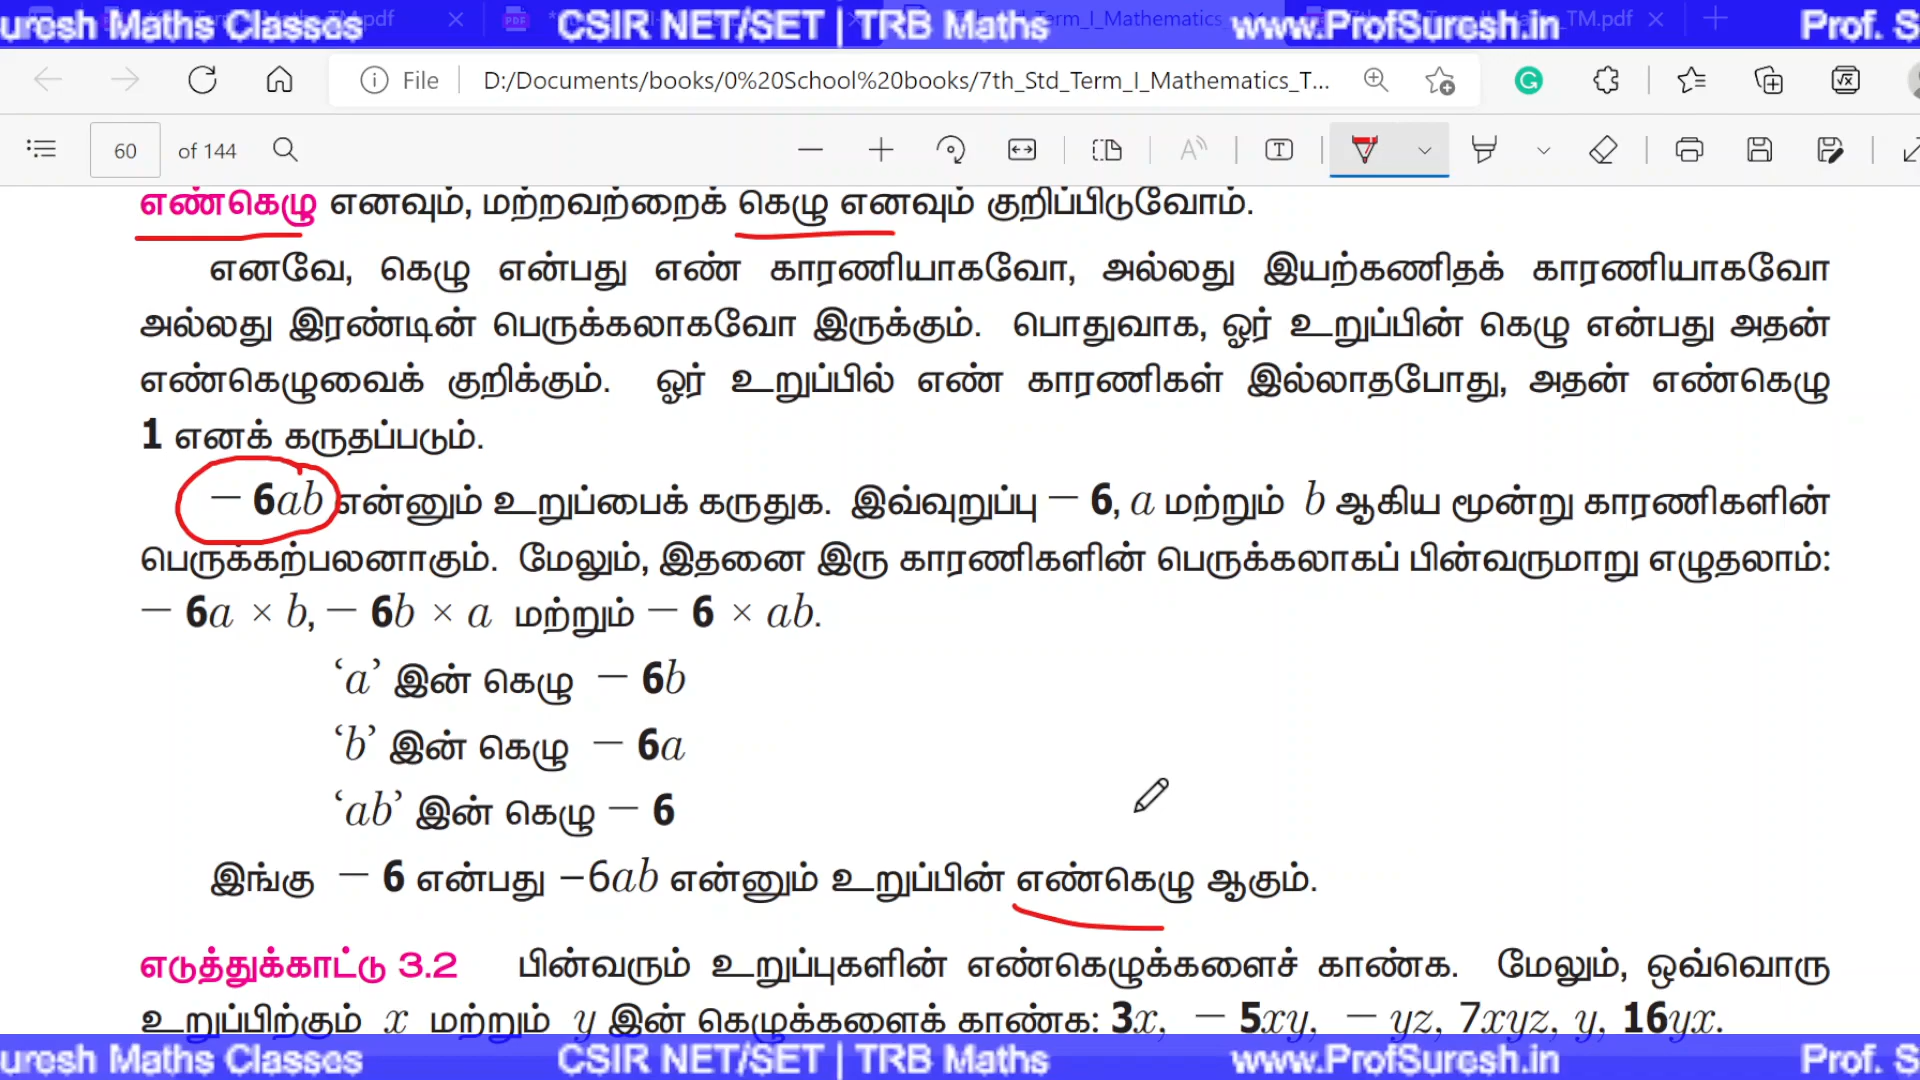 uresh Maths Classes CSIR NET/SET | TRB Maths www.ProfSuresh.in Prof. S
File D:/Documents/books/0%20School%20books/7th_Std_Term_I_Mathematics_T...
60 of 144
எண்கெழு எனவும், மற்றவற்றைக் கெழு எனவும் குறிப்பிடுவோம்.
எனவே, கெழு என்பது எண் காரணியாகவோ, அல்லது இயற்கணிதக் காரணியாகவோ
அல்லது இரண்டின் பெருக்கலாகவோ இருக்கும். பொதுவாக, ஓர் உறுப்பின் கெழு என்பது அதன்
எண்கெழுவைக் குறிக்கும். ஓர் உறுப்பில் எண் காரணிகள் இல்லாதபோது, அதன் எண்கெழு
1 எனக் கருதப்படும்.
− 6ab என்னும் உறுப்பைக் கருதுக. இவ்வுறுப்பு − 6, a மற்றும் b ஆகிய மூன்று காரணிகளின்
பெருக்கற்பலனாகும். மேலும், இதனை இரு காரணிகளின் பெருக்கலாகப் பின்வருமாறு எழுதலாம்:
− 6a × b, − 6b × a மற்றும் − 6 × ab.
‘a’ இன் கெழு − 6b
‘b’ இன் கெழு − 6a
‘ab’ இன் கெழு − 6
இங்கு − 6 என்பது −6ab என்னும் உறுப்பின் எண்கெழு ஆகும்.
எடுத்துக்காட்டு 3.2 பின்வரும் உறுப்புகளின் எண்கெழுக்களைச் காண்க. மேலும், ஒவ்வொரு
உறுப்பிற்கும் x மற்றும் y இன் கெழுக்களைக் காண்க: 3x, − 5xy, − yz, 7xyz, y, 16yx.
uresh Maths Classes CSIR NET/SET | TRB Maths www.ProfSuresh.in Prof. S